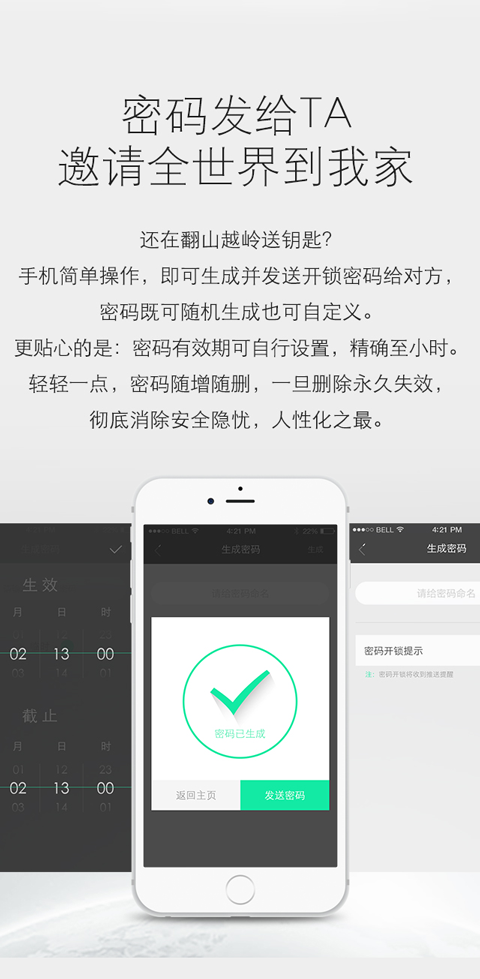 密码发给TA
邀请全世界到我家
还在翻山越岭送钥匙？
手机简单操作，即可生成并发送开锁密码给对方，
密码既可随机生成也可自定义。
更贴心的是：密码有效期可自行设置，精确至小时。
轻轻一点，密码随增随删，一旦删除永久失效，
彻底消除安全隐忧，人性化之最。
BELL 4:21 PM 22%
BELL 4:21 PM
生成密码
生成密码 生成
生成密码
生效
请给密码命名
请给密码命名
月 日 时
01 12 23
02 13 00
03 14 01
密码开锁提示
注：密码开锁将收到推送提醒
截止
密码已生成
月 日 时
01 12 23
02 13 00
03 14 01
返回主页 发送密码